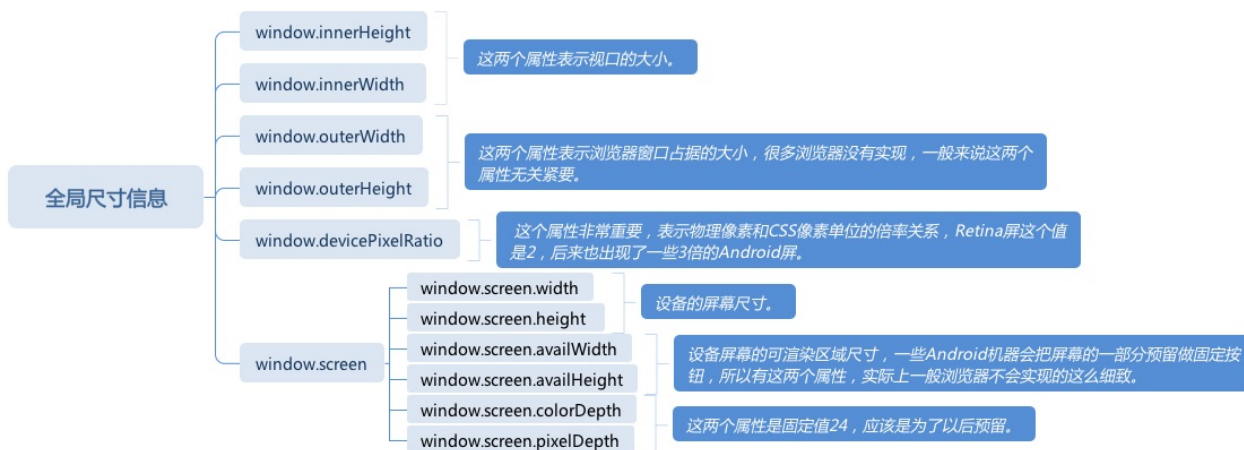 window.innerHeight
这两个属性表示视口的大小。
window.innerWidth
window.outerWidth
这两个属性表示浏览器窗口占据的大小，很多浏览器没有实现，一般来说这两个
属性无关紧要。
window.outerHeight
全局尺寸信息
window.devicePixelRatio
这个属性非常重要，表示物理像素和CSS像素单位的倍率关系，Retina屏这个值
是2，后来也出现了一些3倍的Android屏。
window.screen
window.screen.width
window.screen.height
设备的屏幕尺寸。
window.screen.availWidth
window.screen.availHeight
设备屏幕的可渲染区域尺寸，一些Android机器会把屏幕的一部分预留做固定按
钮，所以有这两个属性，实际上一般浏览器不会实现的这么细致。
window.screen.colorDepth
window.screen.pixelDepth
这两个属性是固定值24，应该是为了以后预留。